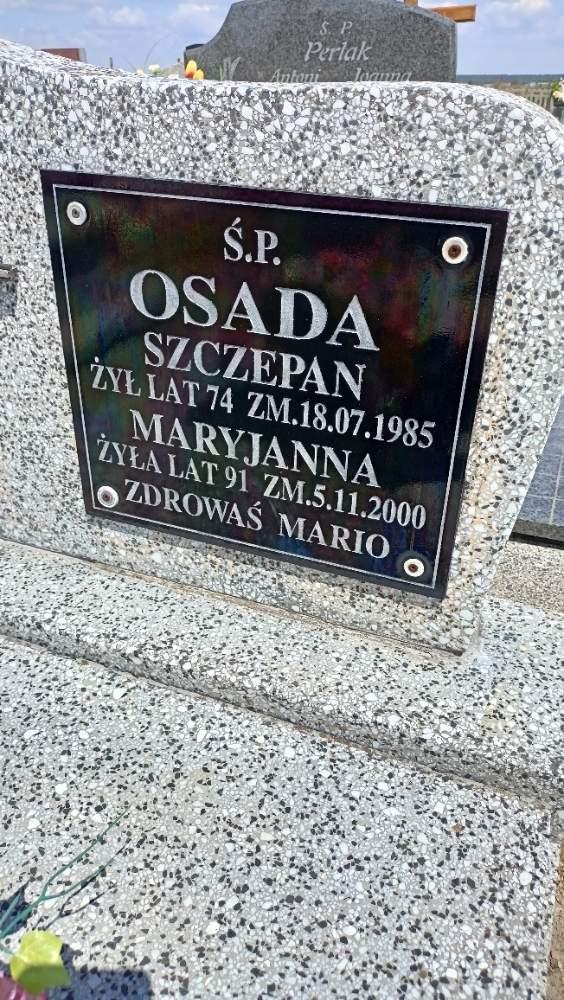 Ś. P.
Perlak
Antoni Joanna
Ś.P.
OSADA
SZCZEPAN
ŻYŁ LAT 74 ZM.18.07.1985
MARYJANNA
ŻYŁA LAT 91 ZM.5.11.2000
ZDROWAŚ MARIO